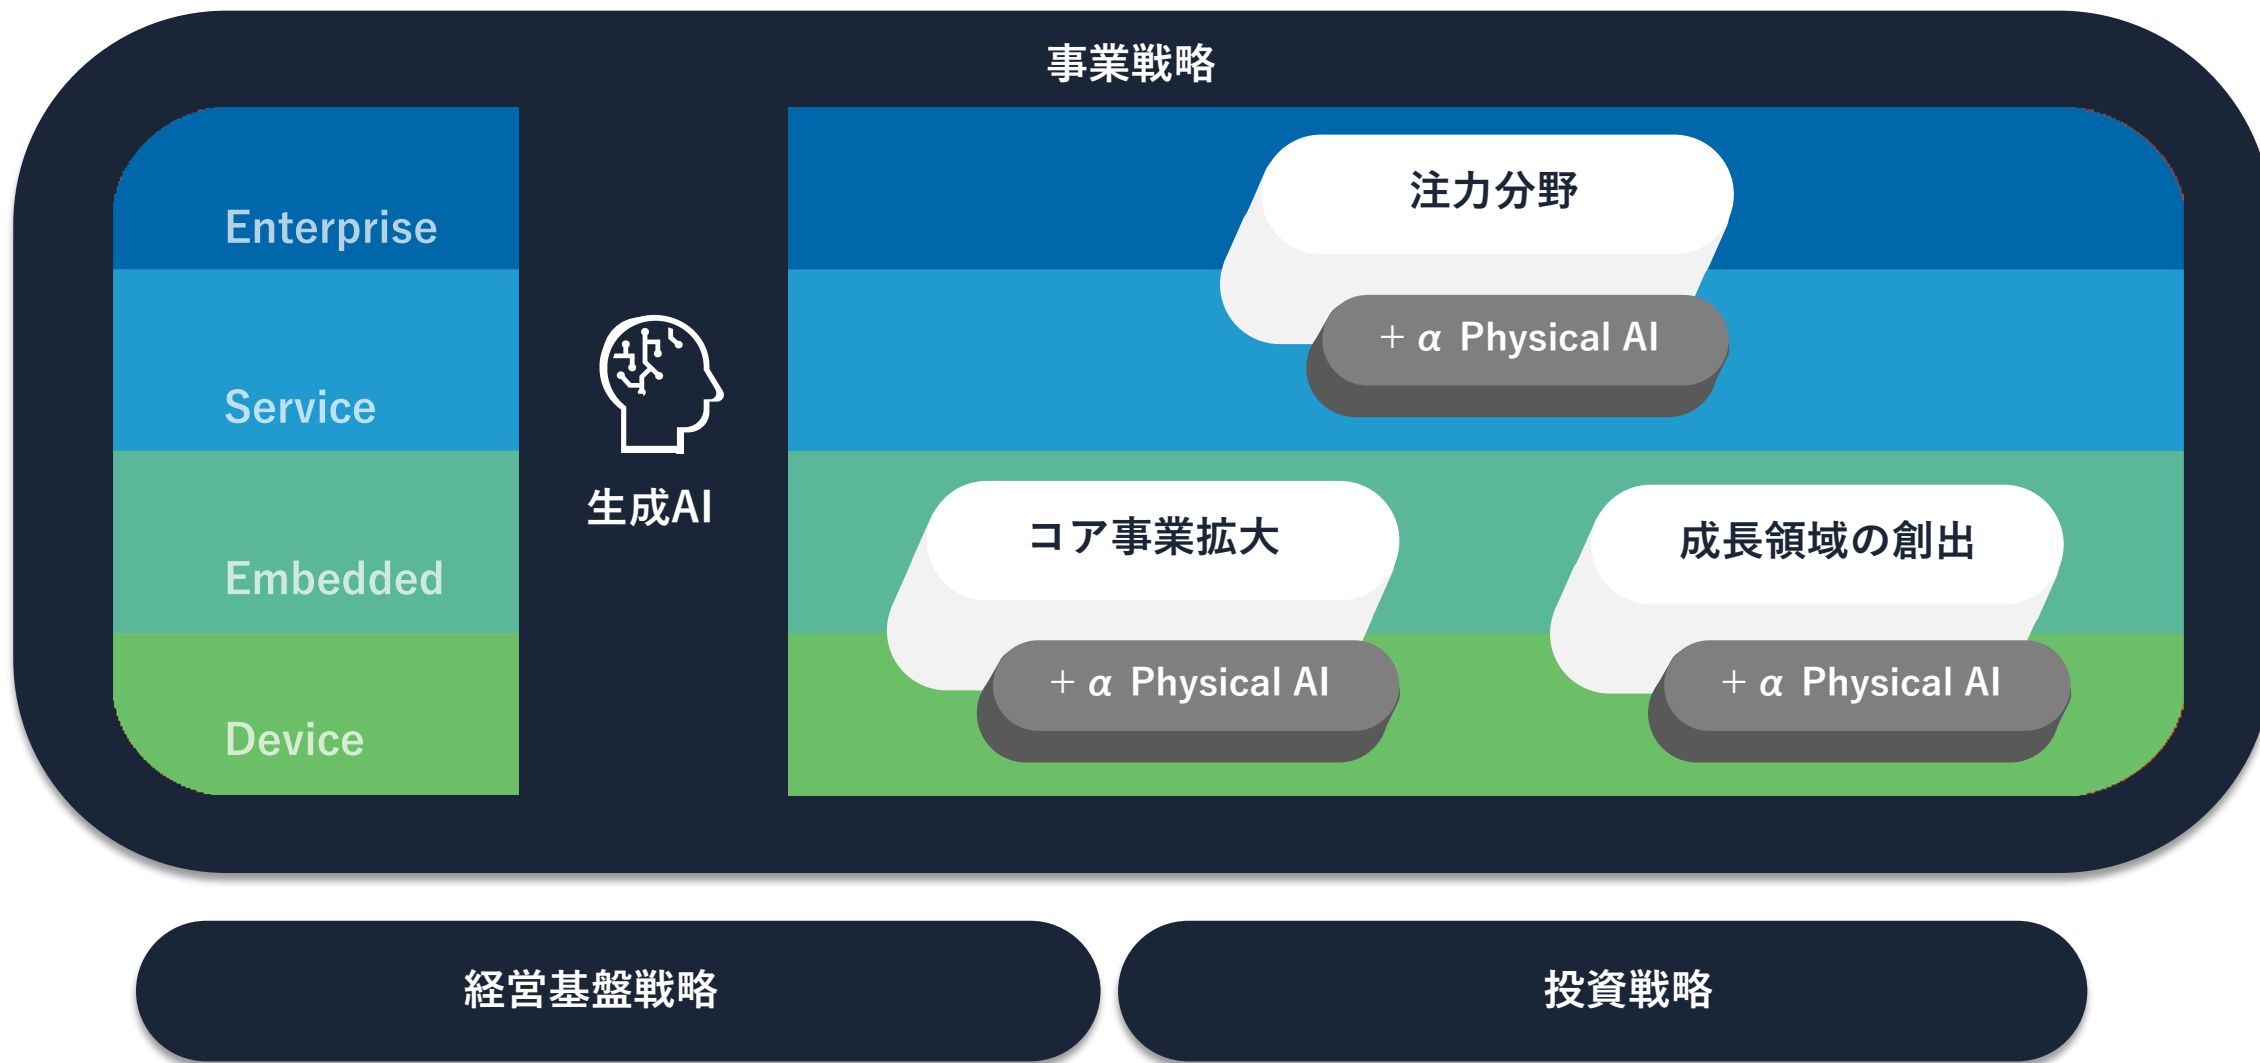 事業戦略
Enterprise
Service
Embedded
Device
生成AI
注力分野
+ α Physical AI
コア事業拡大
+ α Physical AI
成長領域の創出
+ α Physical AI
経営基盤戦略
投資戦略